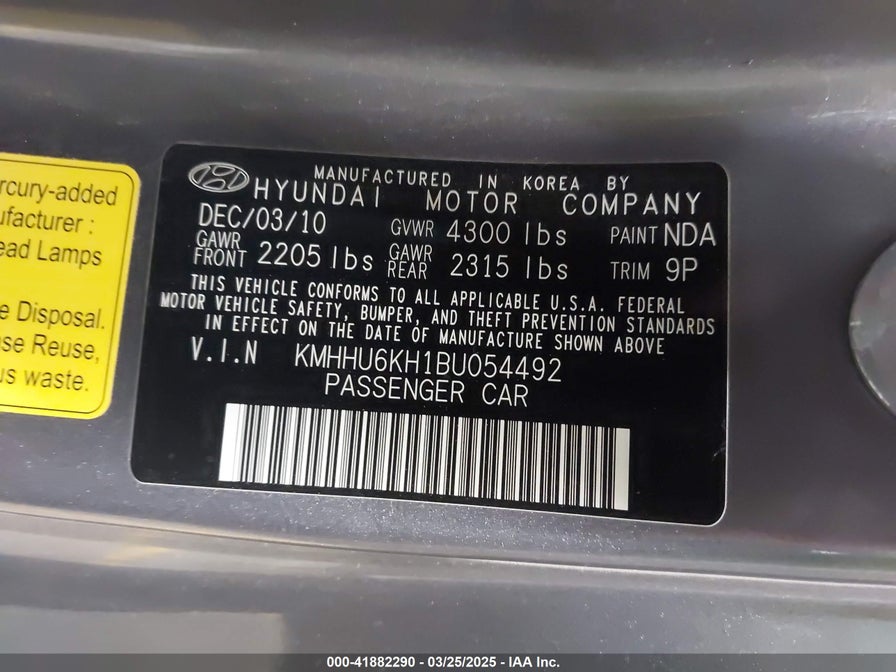 rcury-added
ufacturer :
ead Lamps
e Disposal.
se Reuse,
us waste.
MANUFACTURED IN KOREA BY
HYUNDAI MOTOR COMPANY
DEC/03/10 GVWR 4300 lbs PAINT NDA
GAWR FRONT 2205 lbs GAWR REAR 2315 lbs TRIM 9P
THIS VEHICLE CONFORMS TO ALL APPLICABLE U.S.A. FEDERAL
MOTOR VEHICLE SAFETY, BUMPER, AND THEFT PREVENTION STANDARDS
IN EFFECT ON THE DATE OF MANUFACTURE SHOWN ABOVE
V.I.N KMHHU6KH1BU054492
PASSENGER CAR
000-41882290 - 03/25/2025 - IAA Inc.